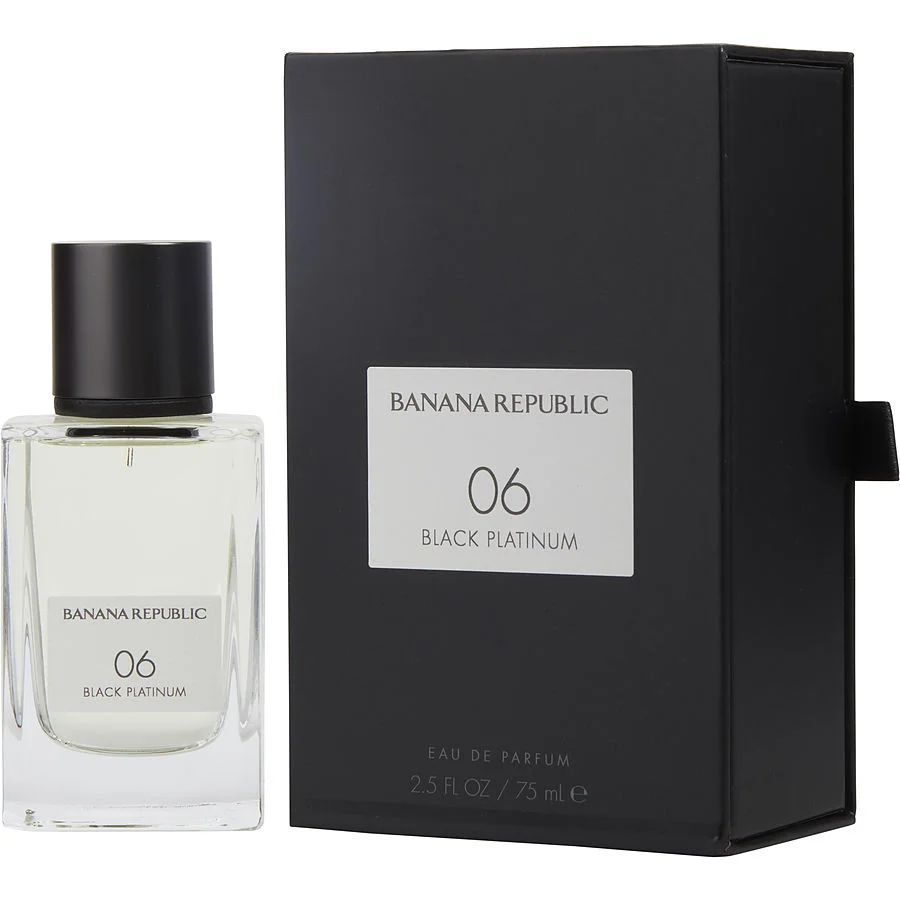 BANANA REPUBLIC
06
BLACK PLATINUM
BANANA REPUBLIC
06
BLACK PLATINUM
EAU DE PARFUM
2.5 FL OZ / 75 mL ℮